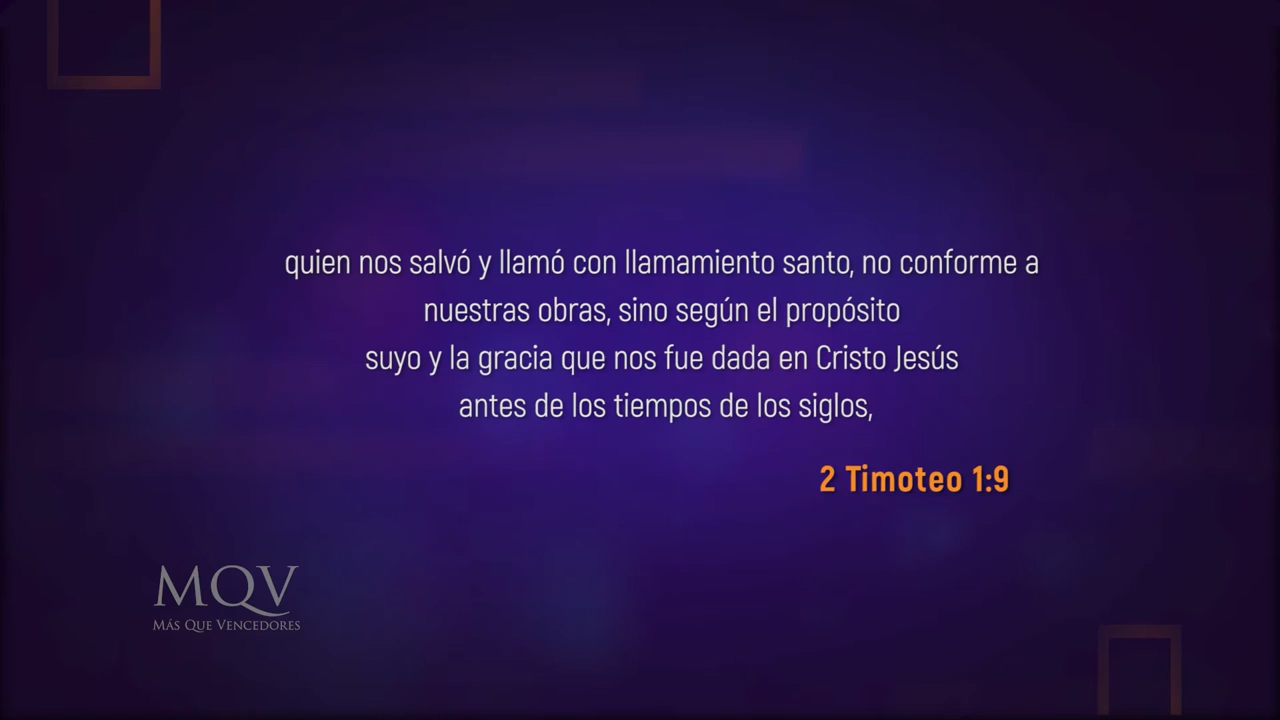 quien nos salvó y llamó con llamamiento santo, no conforme a
nuestras obras, sino según el propósito
suyo y la gracia que nos fue dada en Cristo Jesús
antes de los tiempos de los siglos,
2 Timoteo 1:9
MQV
MÁS QUE VENCEDORES